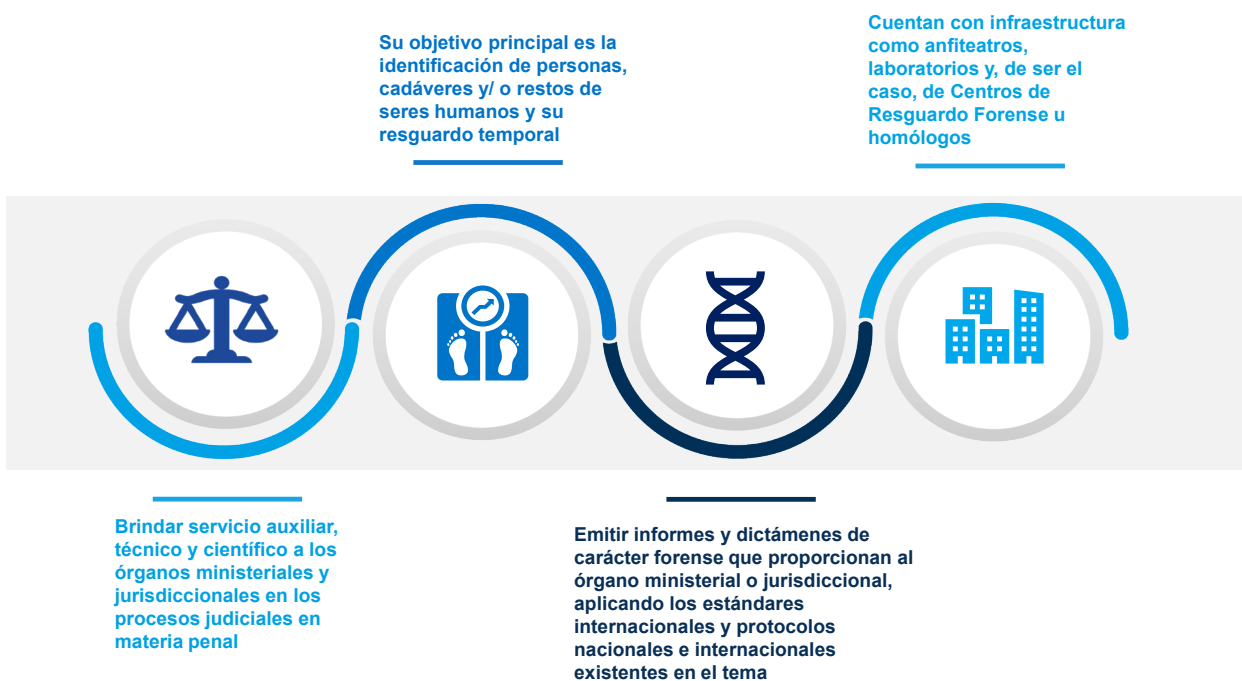 Su objetivo principal es la
identificación de personas,
cadáveres y/ o restos de
seres humanos y su
resguardo temporal
Cuentan con infraestructura
como anfiteatros,
laboratorios y, de ser el
caso, de Centros de
Resguardo Forense u
homólogos
Brindar servicio auxiliar,
técnico y científico a los
órganos ministeriales y
jurisdiccionales en los
procesos judiciales en
materia penal
Emitir informes y dictámenes de
carácter forense que proporcionan al
órgano ministerial o jurisdiccional,
aplicando los estándares
internacionales y protocolos
nacionales e internacionales
existentes en el tema